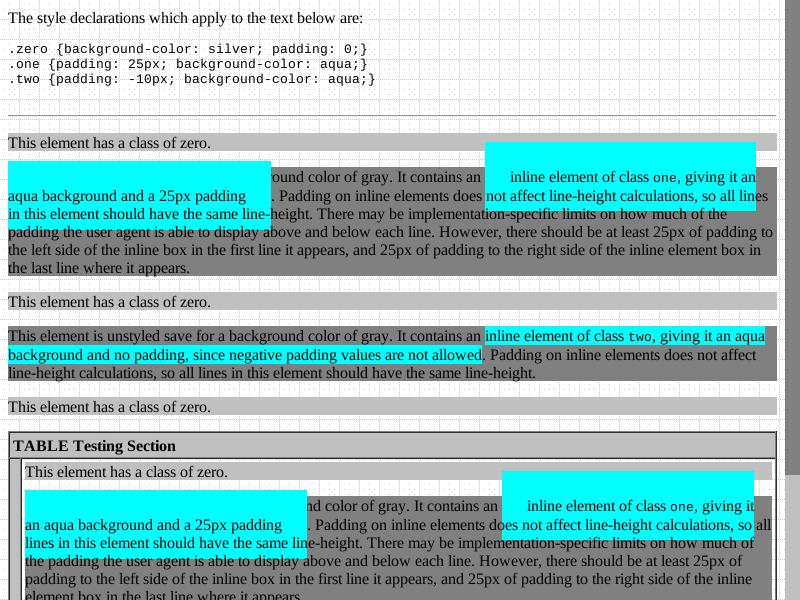 The style declarations which apply to the text below are:
.zero {background-color: silver; padding: 0;}
.one {padding: 25px; background-color: aqua;}
.two {padding: -10px; background-color: aqua;}
This element has a class of zero.
ound color of gray. It contains an inline element of class one, giving it an
aqua background and a 25px padding. Padding on inline elements does not affect line-height calculations, so all lines
in this element should have the same line-height. There may be implementation-specific limits on how much of the
padding the user agent is able to display above and below each line. However, there should be at least 25px of padding to
the left side of the inline box in the first line it appears, and 25px of padding to the right side of the inline element box in
the last line where it appears.
This element has a class of zero.
This element is unstyled save for a background color of gray. It contains an inline element of class two, giving it an aqua
background and no padding, since negative padding values are not allowed. Padding on inline elements does not affect
line-height calculations, so all lines in this element should have the same line-height.
This element has a class of zero.
TABLE Testing Section
This element has a class of zero.
nd color of gray. It contains an inline element of class one, giving it
an aqua background and a 25px padding. Padding on inline elements does not affect line-height calculations, so all
lines in this element should have the same line-height. There may be implementation-specific limits on how much of
the padding the user agent is able to display above and below each line. However, there should be at least 25px of
padding to the left side of the inline box in the first line it appears, and 25px of padding to the right side of the inline
element box in the last line where it appears.